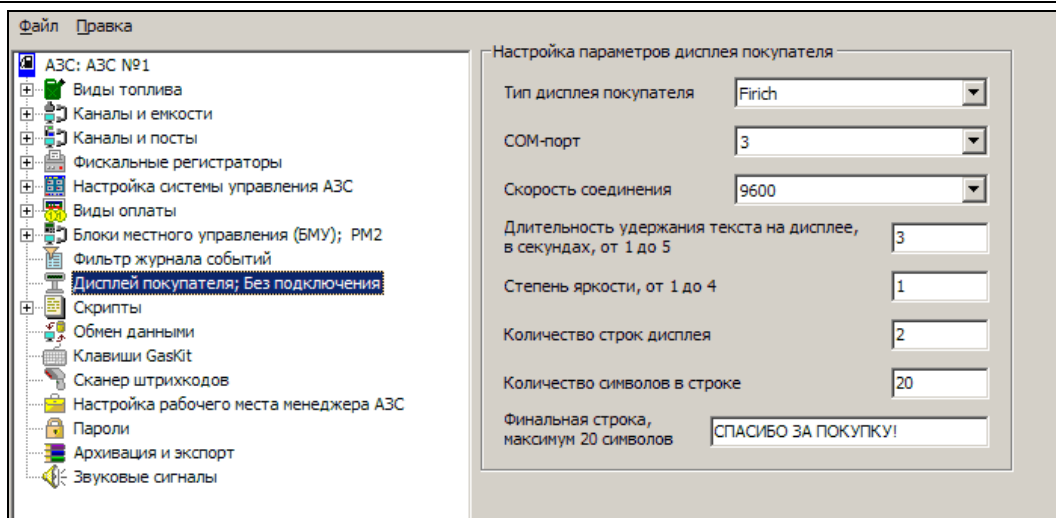 Файл Правка
АЗС: АЗС №1
Виды топлива
Каналы и емкости
Каналы и посты
Фискальные регистраторы
Настройка системы управления АЗС
Виды оплаты
Блоки местного управления (БМУ); РМ2
Фильтр журнала событий
Дисплей покупателя; Без подключения
Скрипты
Обмен данными
Клавиши GasKit
Сканер штрихкодов
Настройка рабочего места менеджера АЗС
Пароли
Архивация и экспорт
Звуковые сигналы
Настройка параметров дисплея покупателя
Тип дисплея покупателя Firich
COM-порт 3
Скорость соединения 9600
Длительность удержания текста на дисплее,
в секундах, от 1 до 5 3
Степень яркости, от 1 до 4 1
Количество строк дисплея 2
Количество символов в строке 20
Финальная строка,
максимум 20 символов СПАСИБО ЗА ПОКУПКУ!